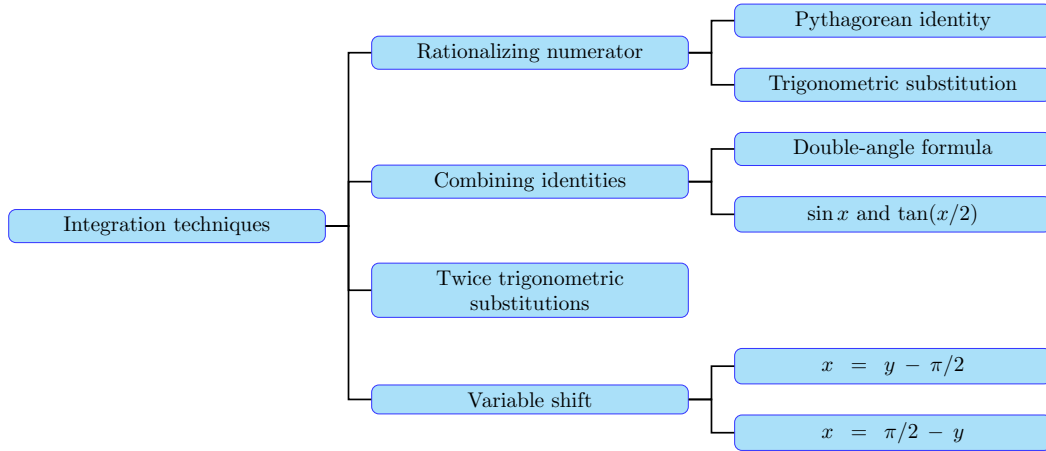 Integration techniques
Rationalizing numerator
Pythagorean identity
Trigonometric substitution
Combining identities
Double-angle formula
sin x and tan(x/2)
Twice trigonometric
substitutions
Variable shift
x = y − π/2
x = π/2 − y